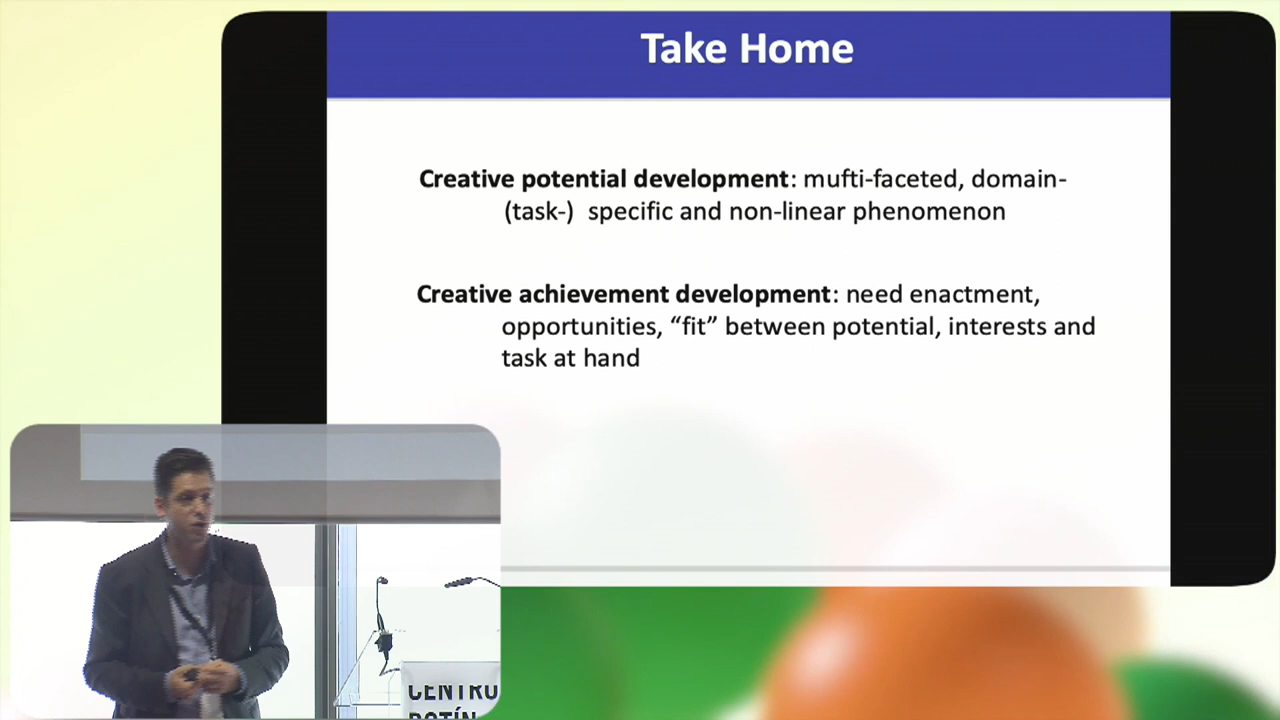 Take Home
Creative potential development: mufti-faceted, domain-
(task-) specific and non-linear phenomenon
Creative achievement development: need enactment,
opportunities, “fit” between potential, interests and
task at hand
CENTRO
BOTÍN